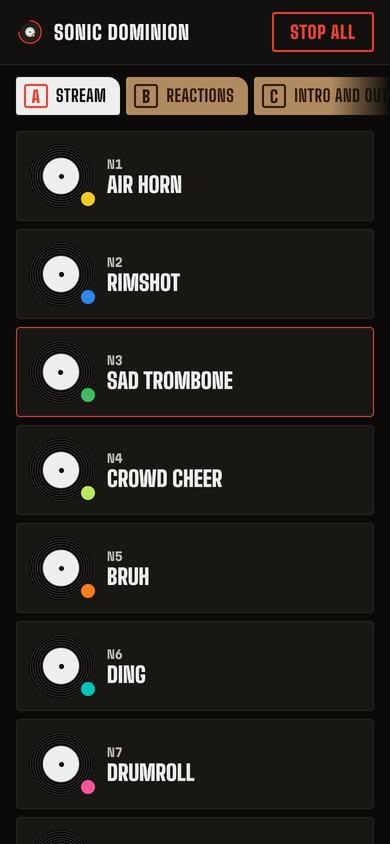 SONIC DOMINION
STOP ALL
A STREAM
B REACTIONS
C INTRO AND OUT
N1
AIR HORN
N2
RIMSHOT
N3
SAD TROMBONE
N4
CROWD CHEER
N5
BRUH
N6
DING
N7
DRUMROLL